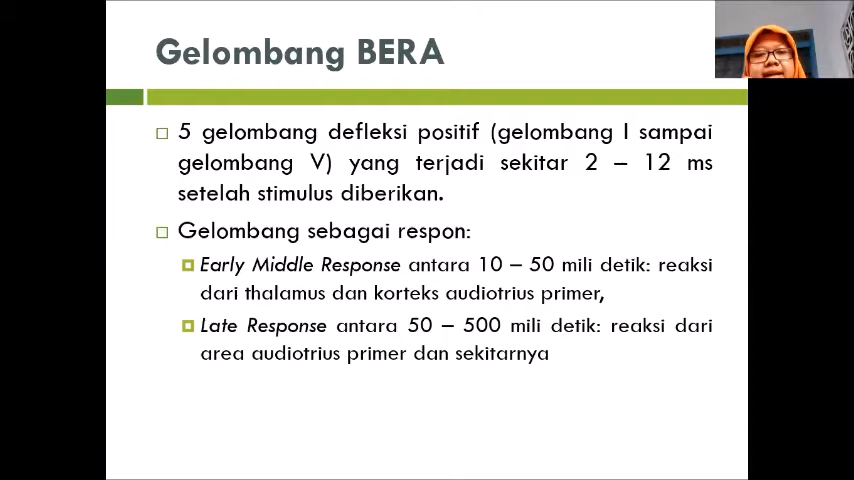 Gelombang BERA
5 gelombang defleksi positif (gelombang I sampai
gelombang V) yang terjadi sekitar 2 – 12 ms
setelah stimulus diberikan.
Gelombang sebagai respon:
Early Middle Response antara 10 – 50 mili detik: reaksi
dari thalamus dan korteks audiotrius primer,
Late Response antara 50 – 500 mili detik: reaksi dari
area audiotrius primer dan sekitarnya